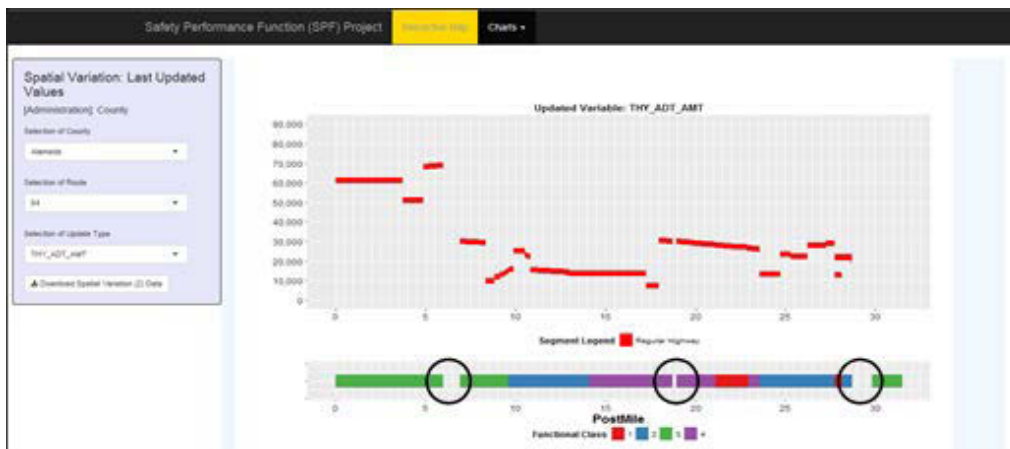 Safety Performance Function (SPF) Project
Interactive Map
Charts
Spatial Variation: Last Updated
Values
[Administration]: County
Selection of County
Alameda
Selection of Route
84
Selection of Update Type
THY_ADT_AMT
Download Spatial Variation (2) Data
Updated Variable: THY_ADT_AMT
90,000
80,000
70,000
60,000
50,000
40,000
30,000
20,000
10,000
0
0 5 10 15 20 25 30
Segment Legend Regular Highway
0 5 10 15 20 25 30
PostMile
Functional Class 1 2 3 4